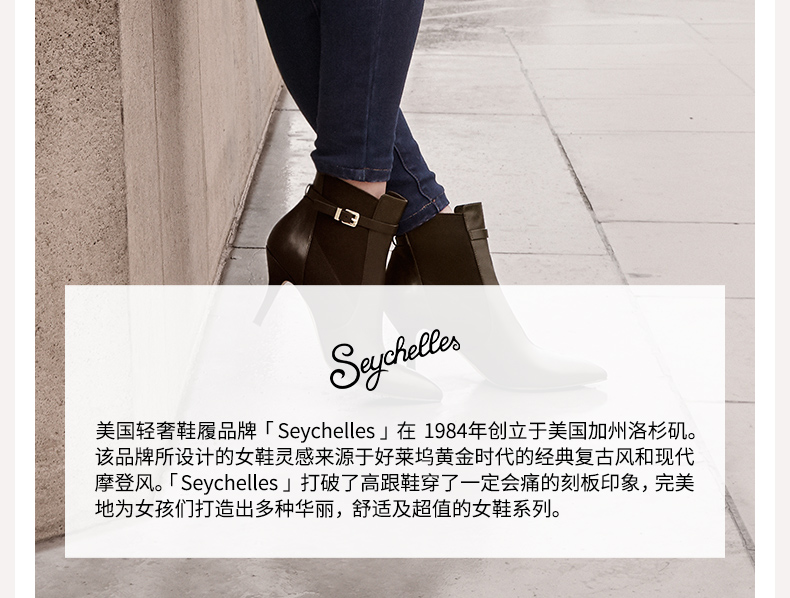 Seychelles
美国轻奢鞋履品牌「Seychelles」在 1984年创立于美国加州洛杉矶。
该品牌所设计的女鞋灵感来源于好莱坞黄金时代的经典复古风和现代
摩登风。「Seychelles」打破了高跟鞋穿了一定会痛的刻板印象，完美
地为女孩们打造出多种华丽，舒适及超值的女鞋系列。